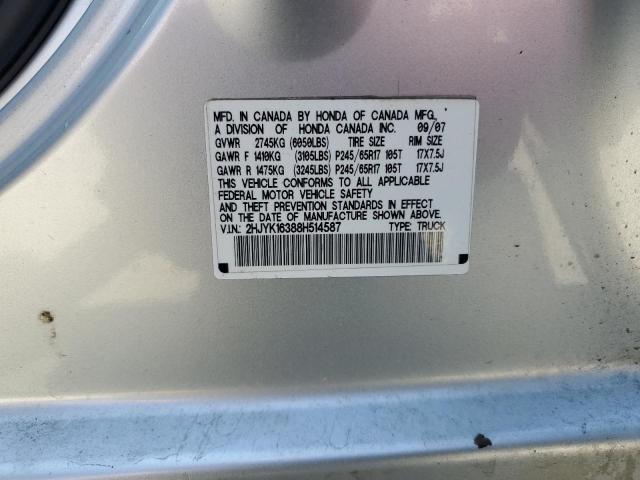 MFD. IN CANADA BY HONDA OF CANADA MFG.,
A DIVISION OF HONDA CANADA INC. 09/07
GVWR 2745KG (6050LBS) TIRE SIZE RIM SIZE
GAWR F 1410KG (3105LBS) P245/65R17 105T 17X7.5J
GAWR R 1475KG (3245LBS) P245/65R17 105T 17X7.5J
THIS VEHICLE CONFORMS TO ALL APPLICABLE
FEDERAL MOTOR VEHICLE SAFETY
AND THEFT PREVENTION STANDARDS IN EFFECT
ON THE DATE OF MANUFACTURE SHOWN ABOVE.
V.I.N.: 2HJYK16388H514587 TYPE: TRUCK